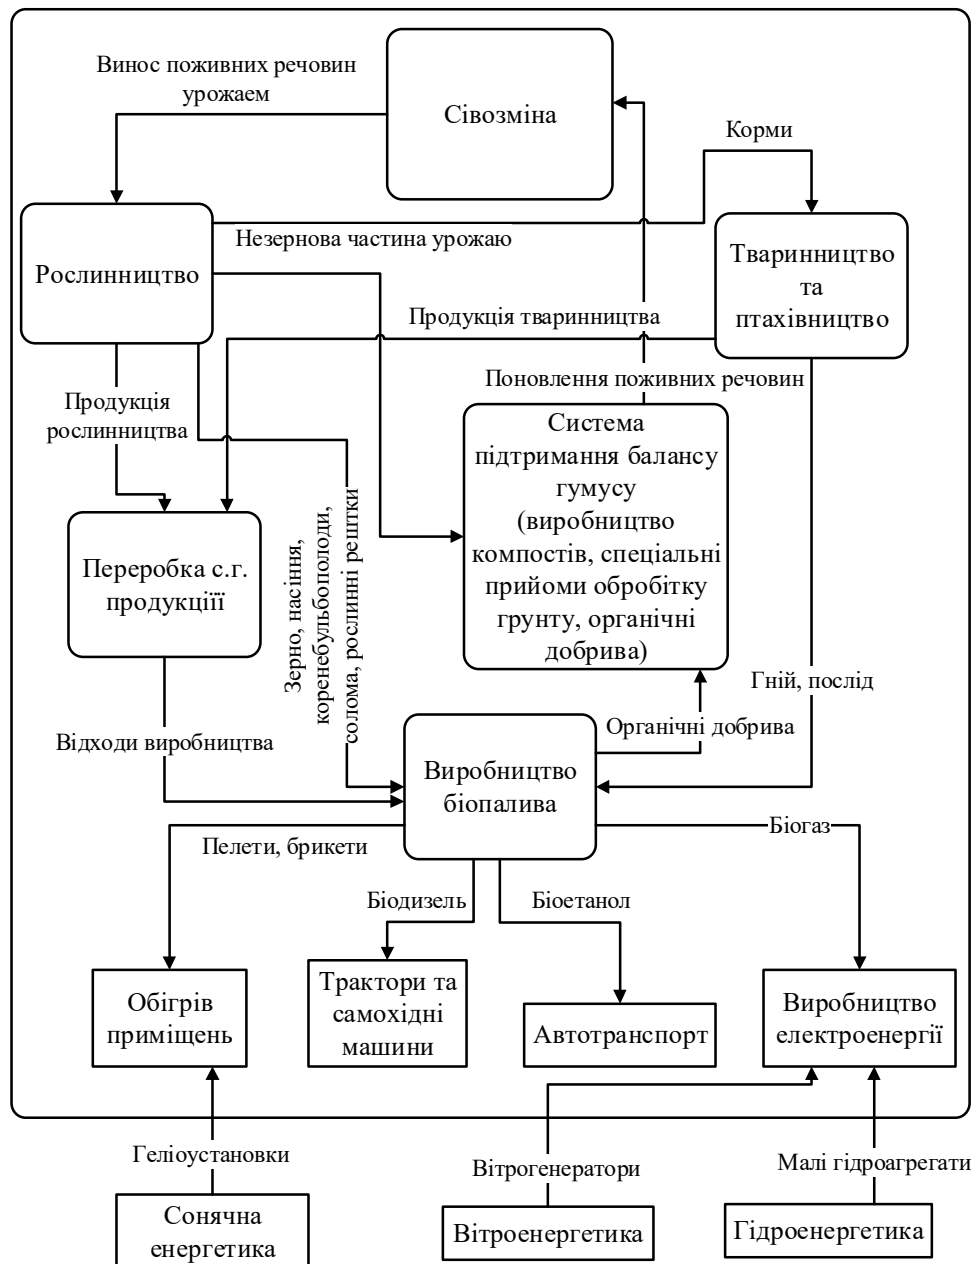 Винос поживних речовин
урожаєм
Сівозміна
Корми
Незернова частина урожаю
Рослинництво
Тваринництво
та
птахівництво
Продукція тваринництва
Поновлення поживних речовин
Продукція
рослинництва
Система
підтримання балансу
гумусу
(виробництво
компостів, спеціальні
прийоми обробітку
грунту, органічні
добрива)
Переробка с.г.
продукціїї
Зерно, насіння,
коренебульбополоди,
солома, рослинні рештки
Гній, послід
Органічні добрива
Відходи виробництва
Виробництво
біопалива
Пелети, брикети
Біогаз
Біодизель
Біоетанол
Обігрів
приміщень
Трактори та
самохідні
машини
Автотранспорт
Виробництво
електроенергії
Геліоустановки
Вітрогенератори
Малі гідроагрегати
Сонячна
енергетика
Вітроенергетика
Гідроенергетика